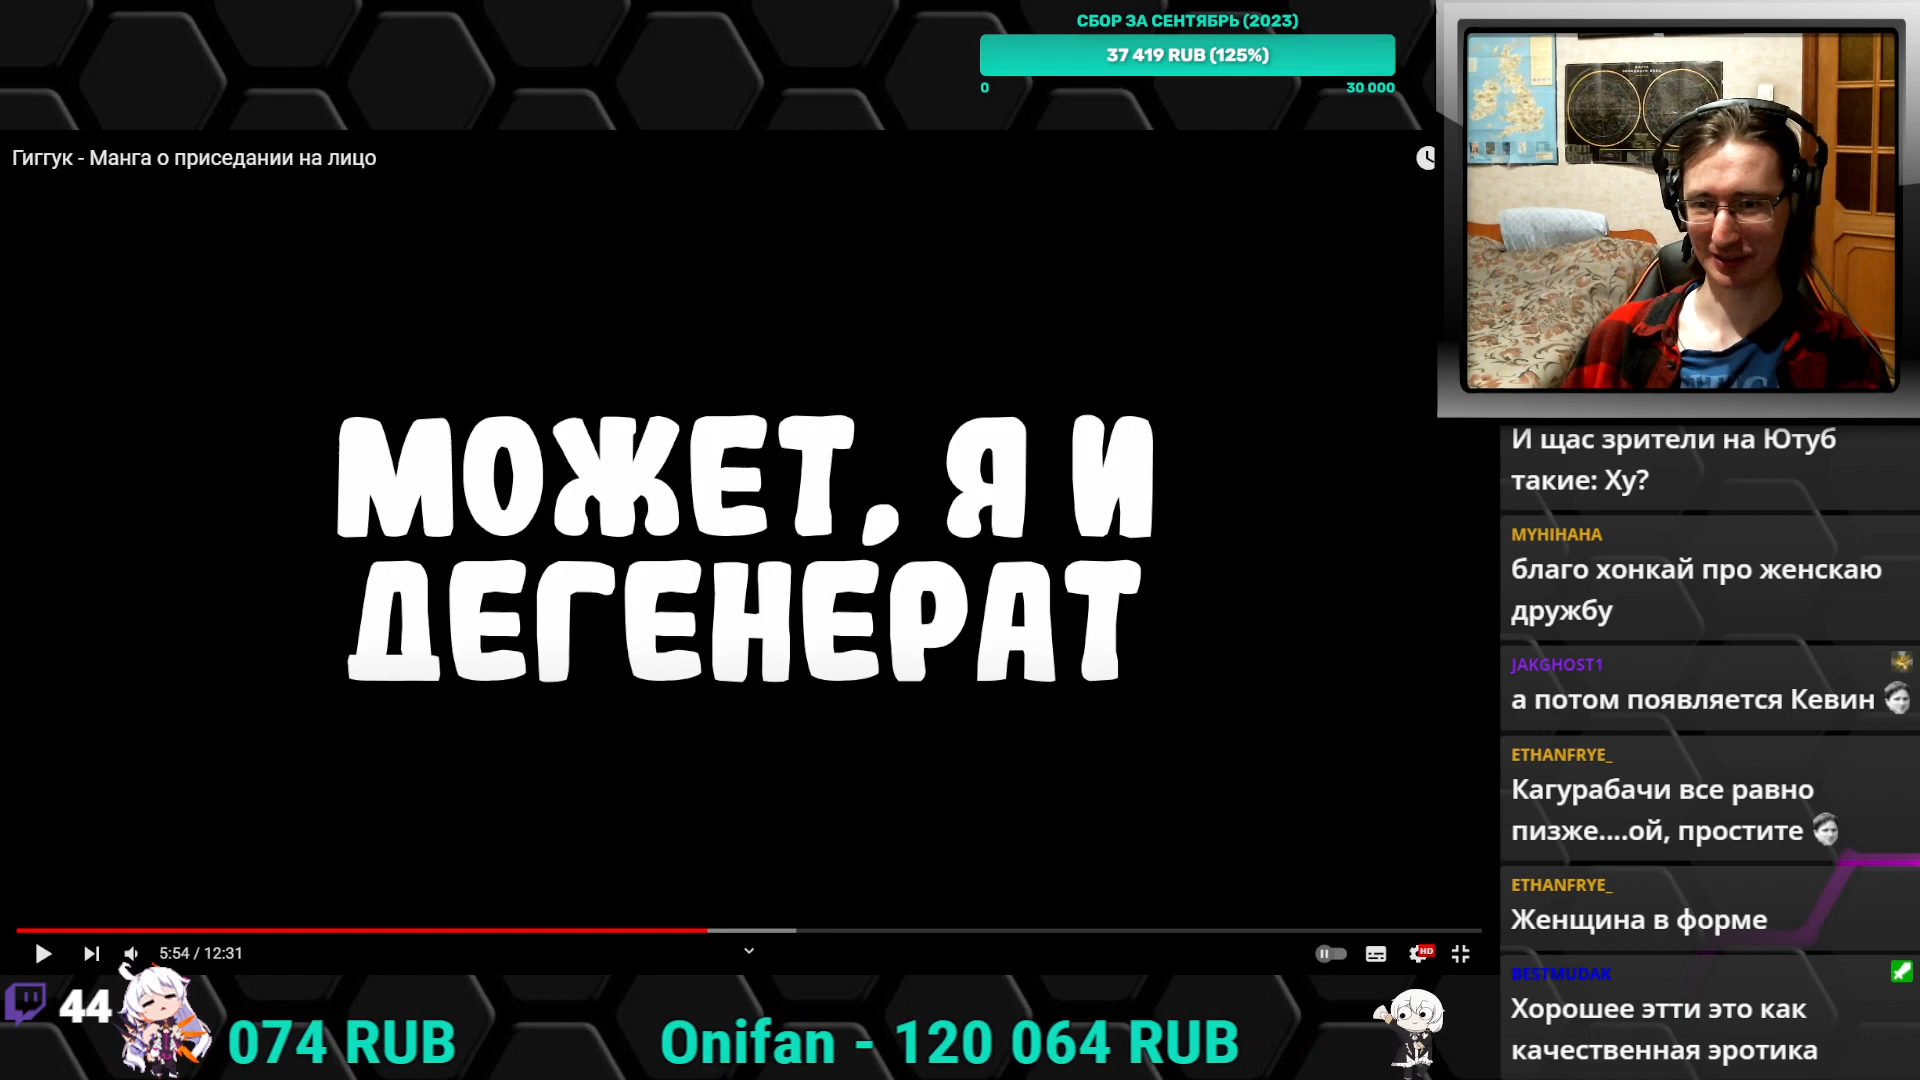 СБОР ЗА СЕНТЯБРЬ (2023)
37 419 RUB (125%)
0
30 000
Гиггук - Манга о приседании на лицо
МОЖЕТ, Я И
ДЕГЕНЕРАТ
И щас зрители на Ютуб
такие: Ху?
MYHIHAHA
благо хонкай про женскаю
дружбу
JAKGHOST1
а потом появляется Кевин
ETHANFRYE_
Кагурабачи все равно
пизже....ой, простите
ETHANFRYE_
Женщина в форме
BESTMUDAK
Хорошее этти это как
качественная эротика
5:54 / 12:31
HD
44
074 RUB
Onifan - 120 064 RUB